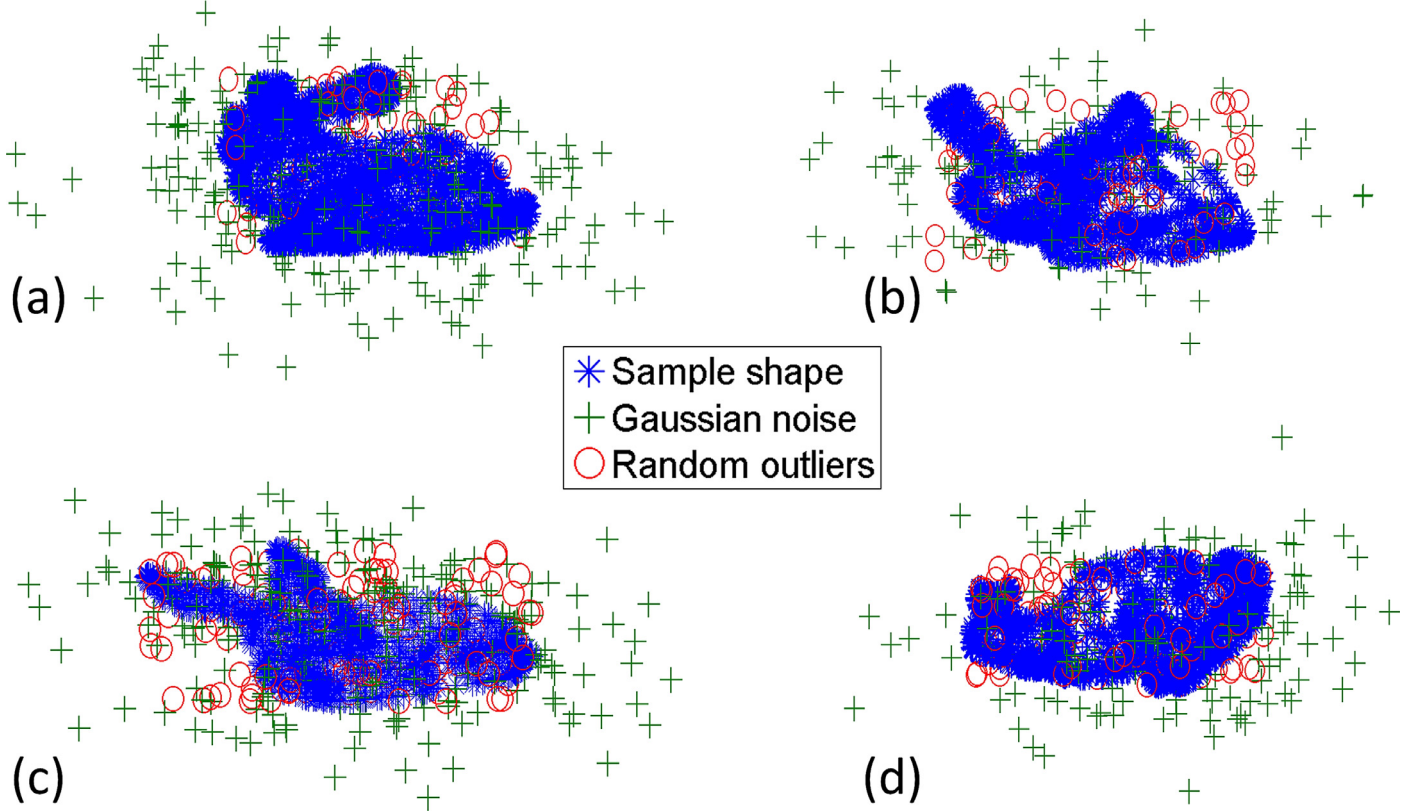 (a)
(b)
Sample shape
Gaussian noise
Random outliers
(c)
(d)